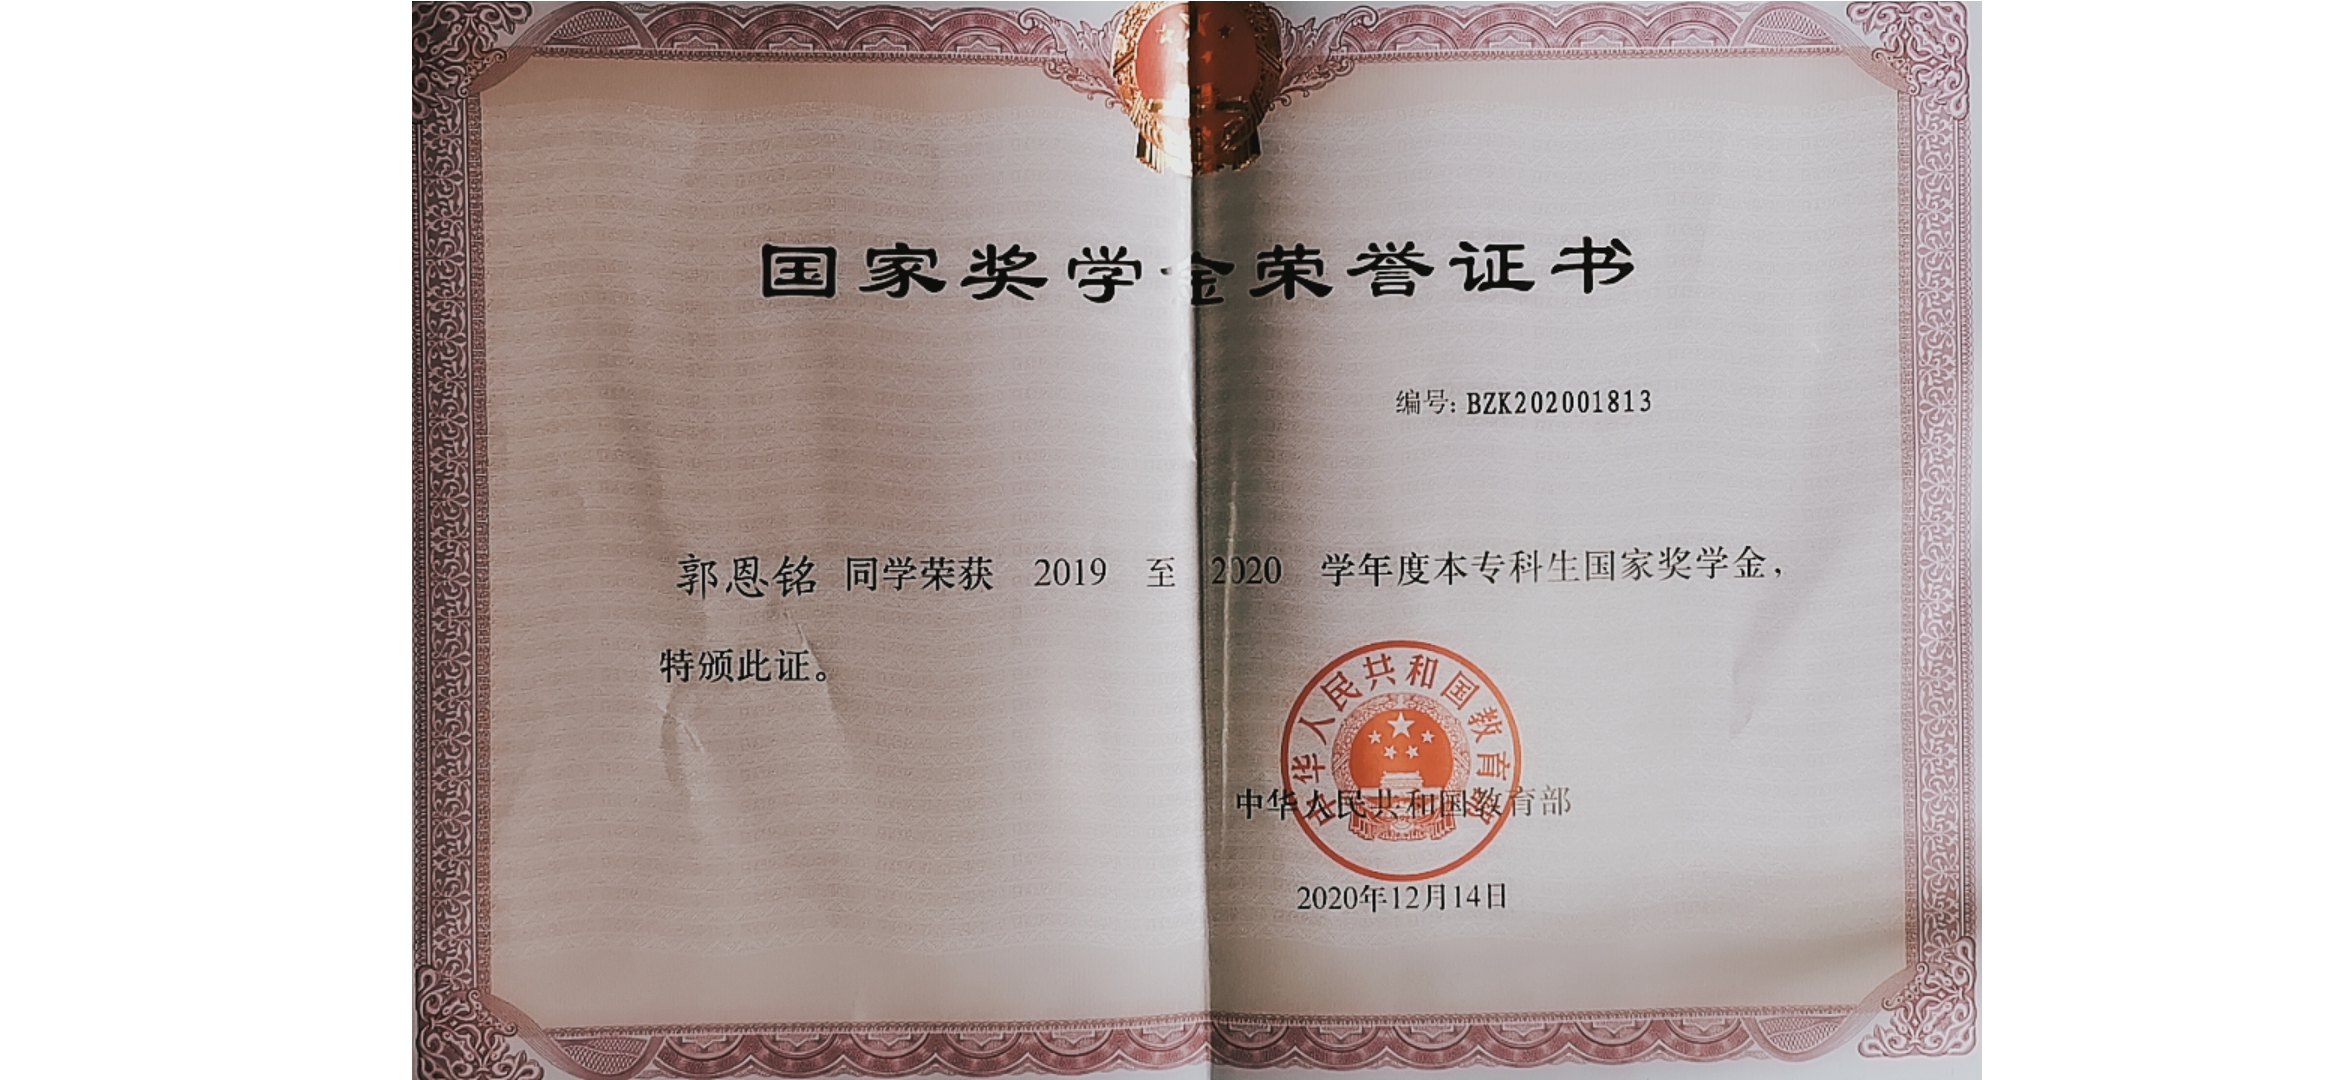 国家奖学金荣誉证书
编号: BZK202001813
郭恩铭 同学荣获 2019 至 2020 学年度本专科生国家奖学金，
特颁此证。
中华人民共和国教育部
中华人民共和国教育部
2020年12月14日